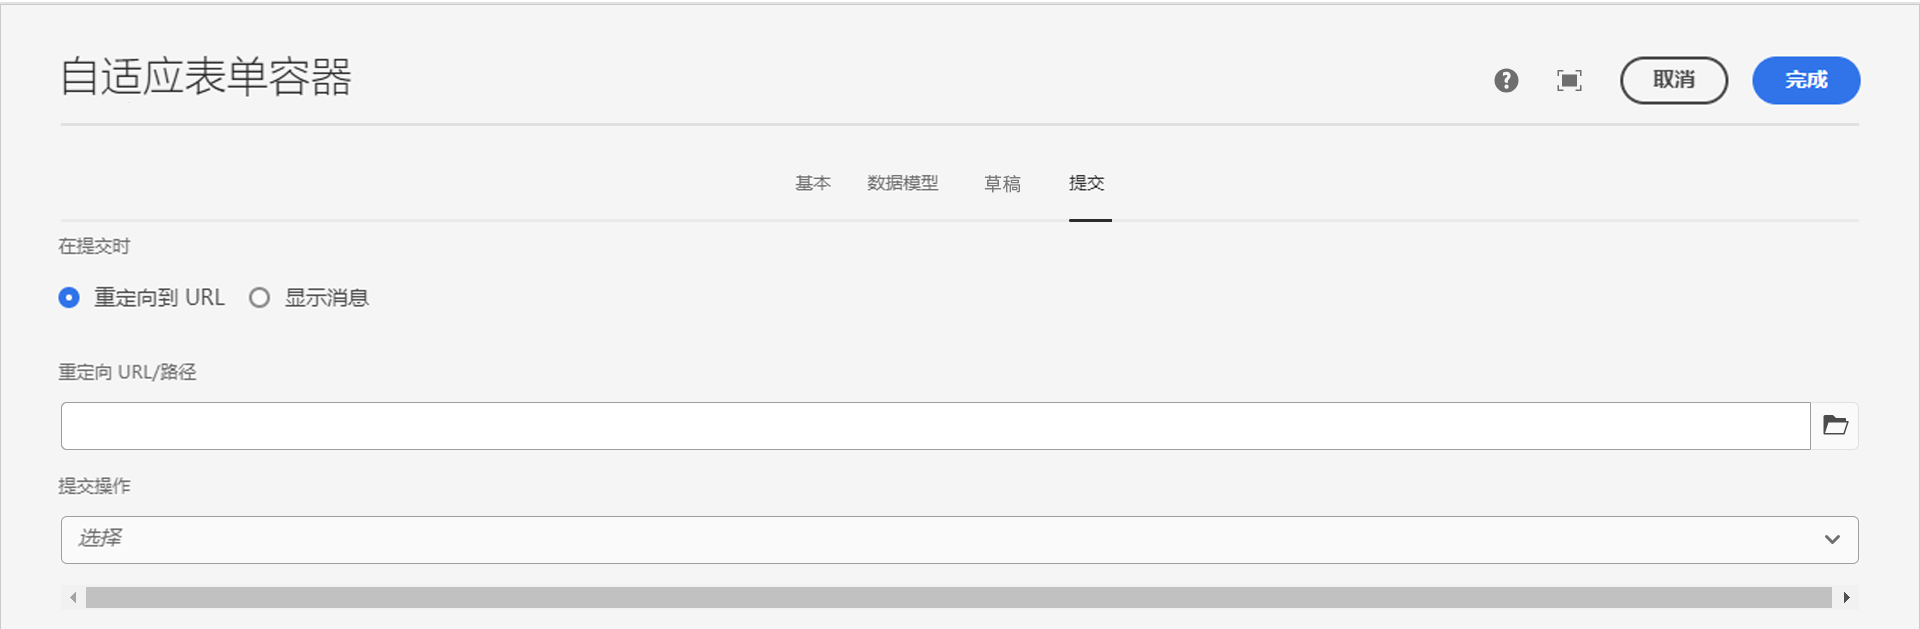 自适应表单容器
取消
完成
基本 数据模型 草稿 提交
在提交时
重定向到 URL 显示消息
重定向 URL/路径
提交操作
选择